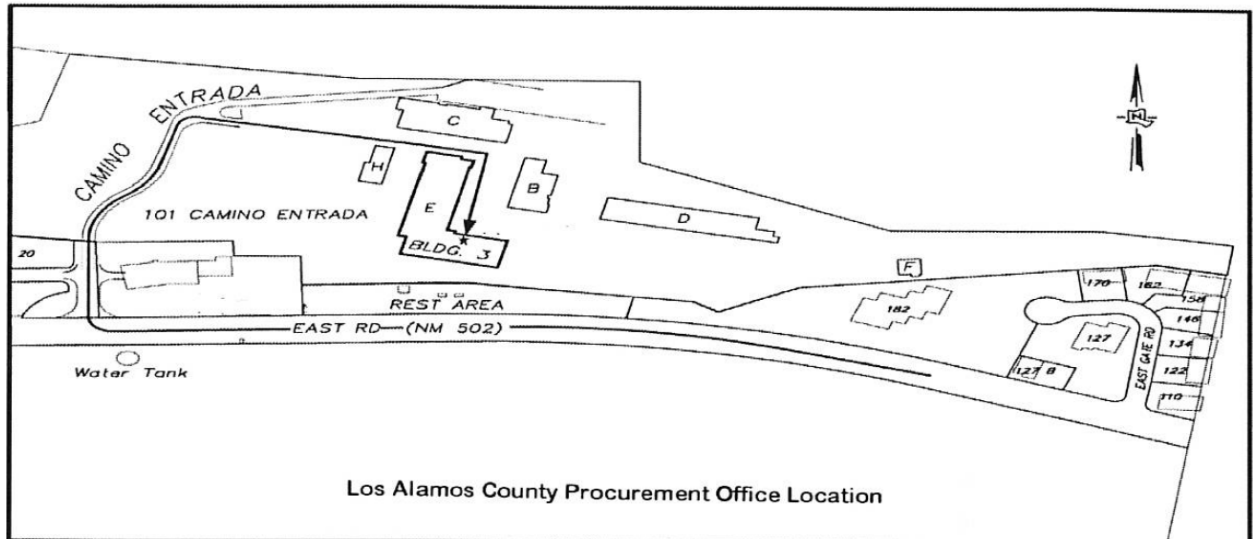 CAMINO ENTRADA
N
C
H
B
E
D
101 CAMINO ENTRADA
BLDG. 3
20
F
REST AREA
170
162
158
182
146
EAST RD (NM 502)
127
134
EAST GATE RD
122
127 B
110
Water Tank
Los Alamos County Procurement Office Location